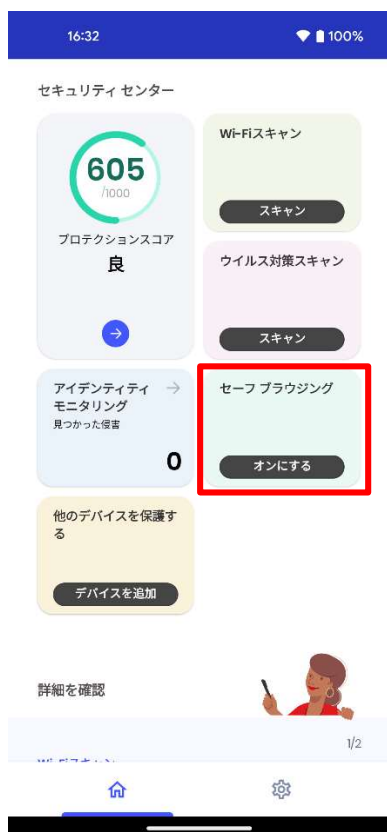 16:32
100%
セキュリティ センター
605
/1000
プロテクションスコア
良
Wi-Fiスキャン
スキャン
ウイルス対策スキャン
スキャン
アイデンティティ
モニタリング
見つかった侵害
0
セーフ ブラウジング
オンにする
他のデバイスを保護す
る
デバイスを追加
詳細を確認
1/2